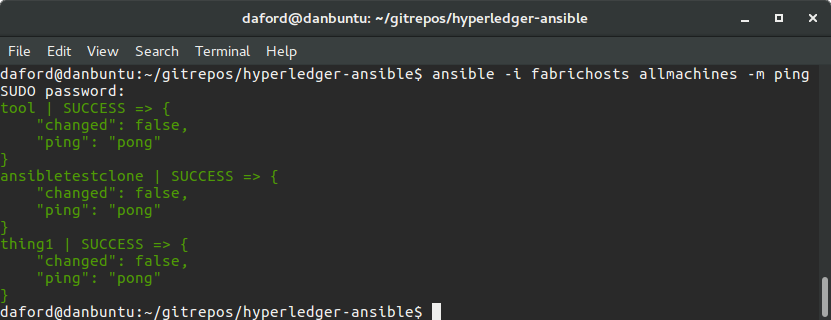 daford@danbuntu: ~/gitrepos/hyperledger-ansible
File Edit View Search Terminal Help
daford@danbuntu:~/gitrepos/hyperledger-ansible$ ansible -i fabrichosts allmachines -m ping
SUDO password:
tool | SUCCESS => {
    "changed": false,
    "ping": "pong"
}
ansibletestclone | SUCCESS => {
    "changed": false,
    "ping": "pong"
}
thing1 | SUCCESS => {
    "changed": false,
    "ping": "pong"
}
daford@danbuntu:~/gitrepos/hyperledger-ansible$